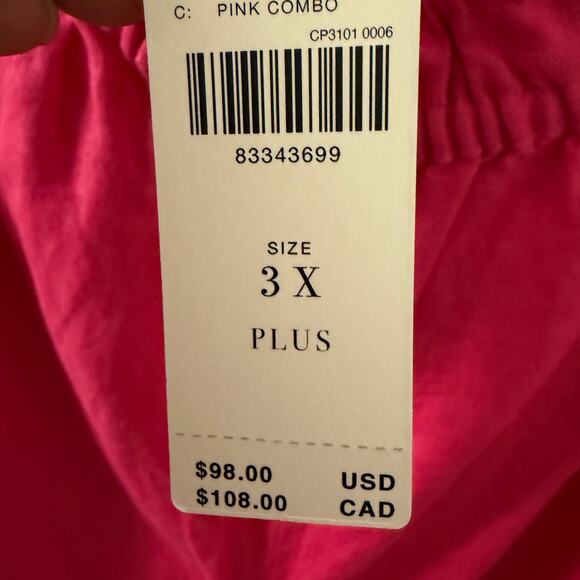 C: PINK COMBO
CP3101 0006
83343699
SIZE
3 X
PLUS
$98.00 USD
$108.00 CAD